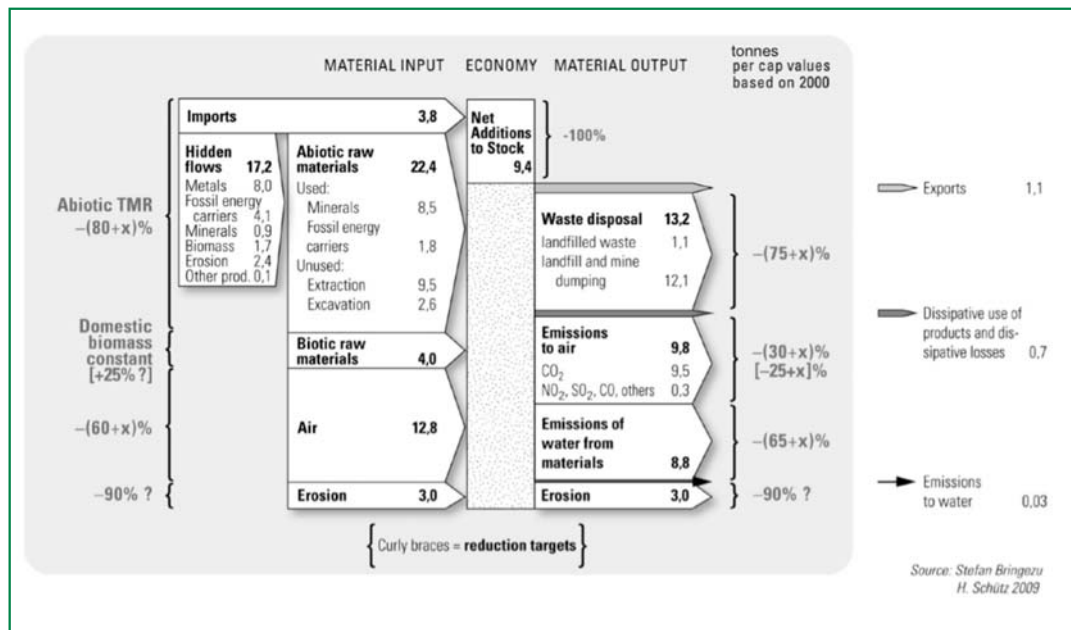 MATERIAL INPUT ECONOMY MATERIAL OUTPUT
tonnes
per cap values
based on 2000
Abiotic TMR
−(80+x)%
Domestic
biomass
constant
[+25% ?]
−(60+x)%
−90% ?
Imports 3,8
Hidden
flows 17,2
Metals 8,0
Fossil energy
carriers 4,1
Minerals 0,9
Biomass 1,7
Erosion 2,4
Other prod. 0,1
Abiotic raw
materials 22,4
Used:
Minerals 8,5
Fossil energy
carriers 1,8
Unused:
Extraction 9,5
Excavation 2,6
Biotic raw
materials 4,0
Air 12,8
Erosion 3,0
Net
Additions
to Stock
9,4
Waste disposal 13,2
landfilled waste 1,1
landfill and mine
dumping 12,1
Emissions
to air 9,8
CO₂ 9,5
NO₂, SO₂, CO, others 0,3
Emissions of
water from
materials 8,8
Erosion 3,0
-100%
−(75+x)%
−(30+x)%
[−25+x]%
−(65+x)%
−90% ?
Exports 1,1
Dissipative use of
products and dis-
sipative losses 0,7
Emissions
to water 0,03
{Curly braces = reduction targets}
Source: Stefan Bringezu
H. Schütz 2009